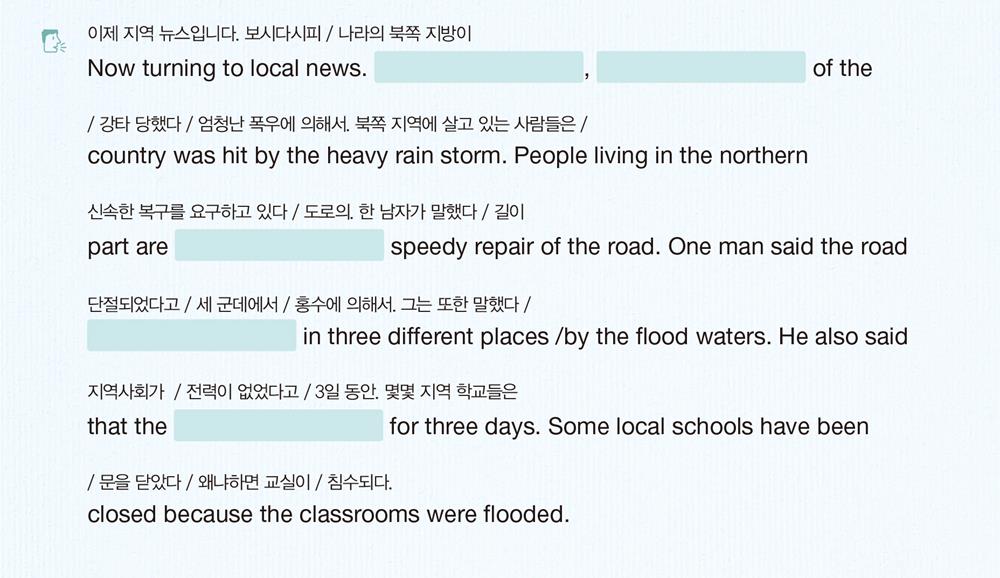 이제 지역 뉴스입니다. 보시다시피 / 나라의 북쪽 지방이
Now turning to local news. , of the
/ 강타 당했다 / 엄청난 폭우에 의해서. 북쪽 지역에 살고 있는 사람들은 /
country was hit by the heavy rain storm. People living in the northern
신속한 복구를 요구하고 있다 / 도로의. 한 남자가 말했다 / 길이
part are speedy repair of the road. One man said the road
단절되었다고 / 세 군데에서 / 홍수에 의해서. 그는 또한 말했다 /
in three different places /by the flood waters. He also said
지역사회가 / 전력이 없었다고 / 3일 동안. 몇몇 지역 학교들은
that the for three days. Some local schools have been
/ 문을 닫았다 / 왜냐하면 교실이 / 침수되다.
closed because the classrooms were flooded.